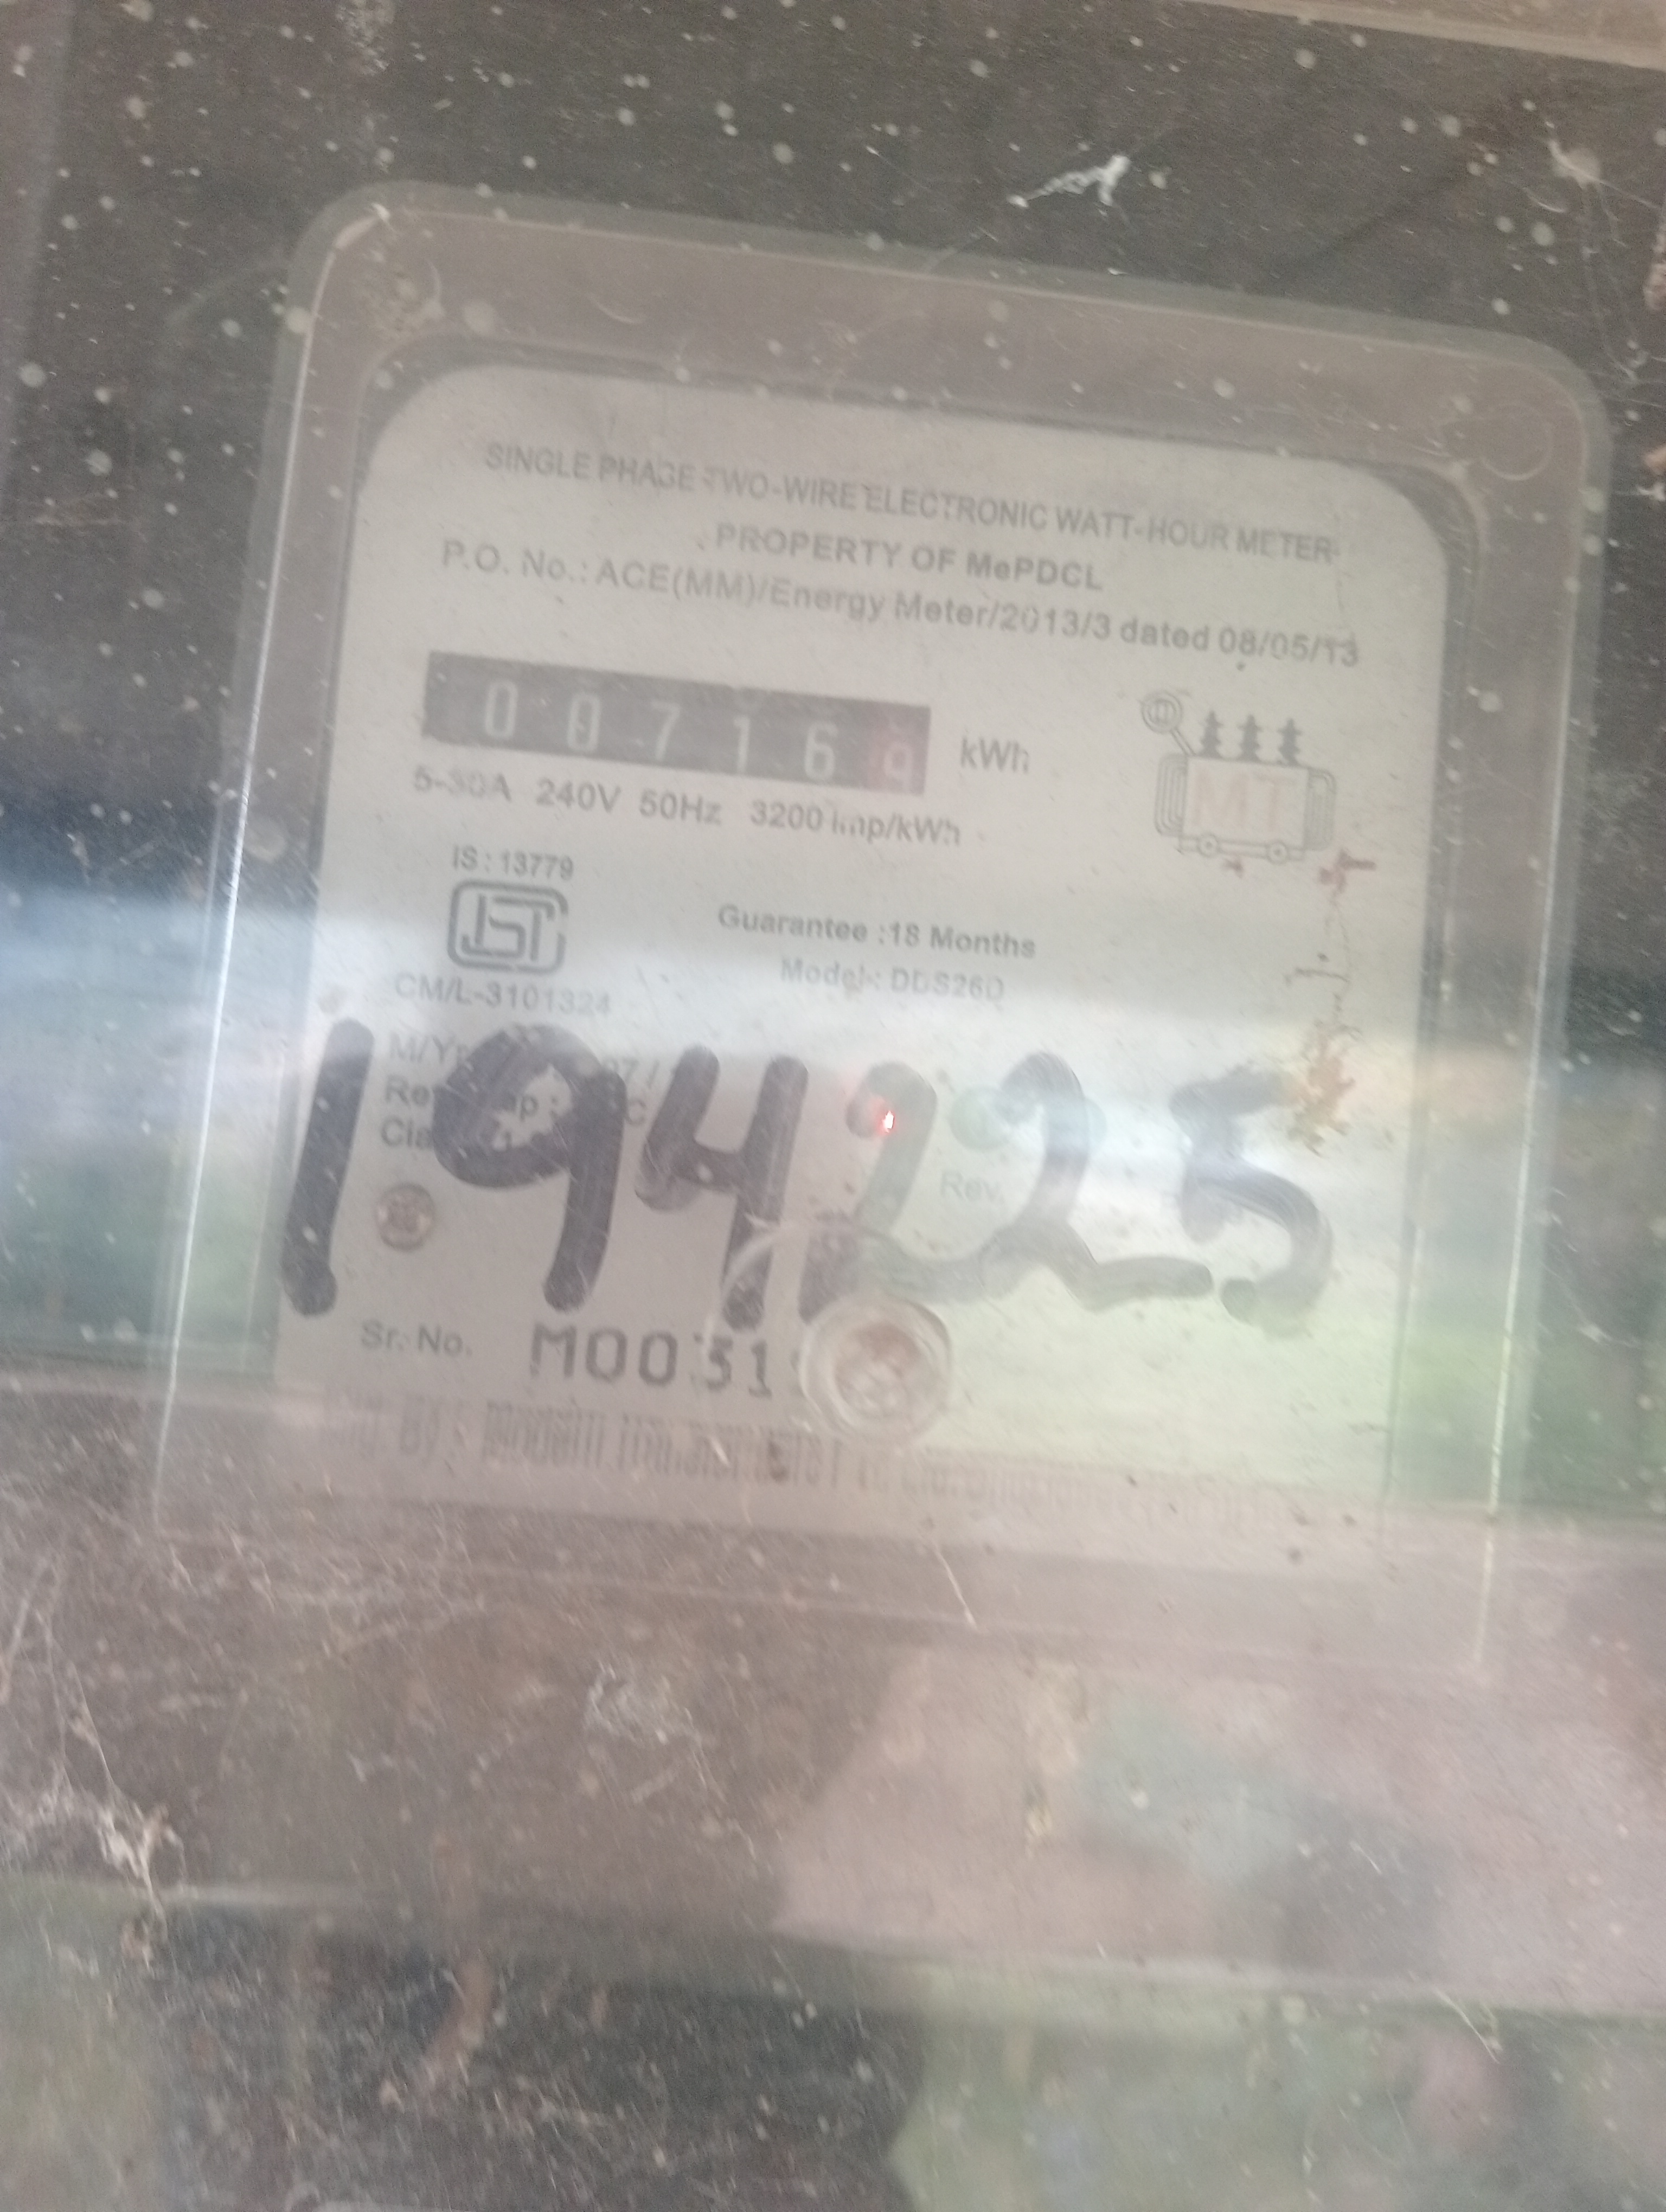 SINGLE PHASE TWO-WIRE ELECTRONIC WATT-HOUR METER
PROPERTY OF MePDCL
P.O. No.: ACE(MM)/Energy Meter/2013/3 dated 08/05/13
0 0 7 1 6 9 kWh
5-30A 240V 50Hz 3200 imp/kWh
MT
IS : 13779
Guarantee :18 Months
Model : DDS26D
CM/L-3101324
194225
Rev.
Sr. No. M0031